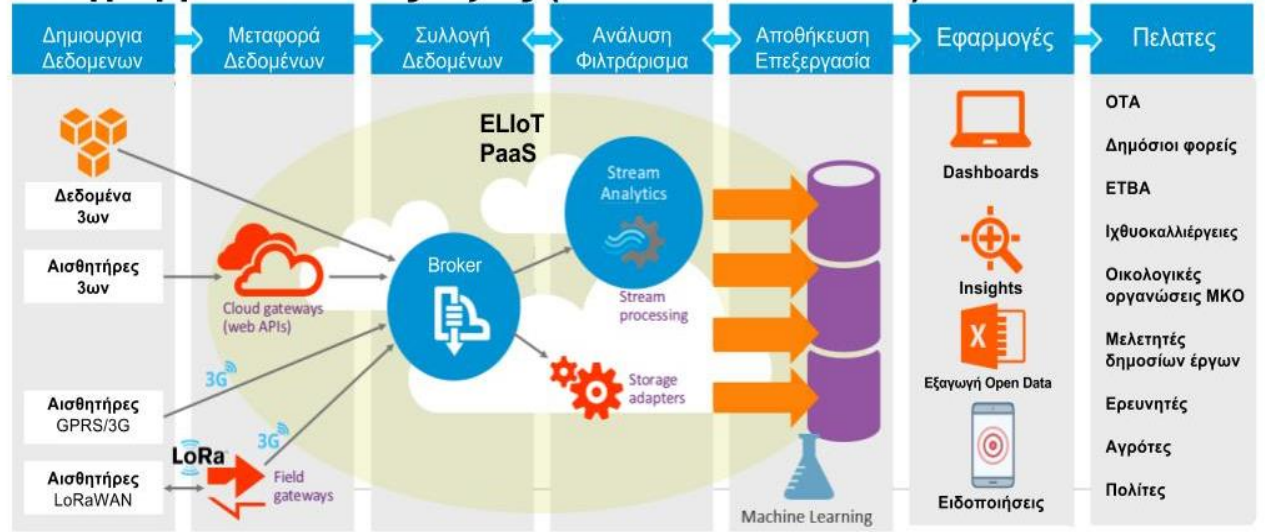 Δημιουργια
Δεδομενων
Μεταφορά
Δεδομένων
Συλλογή
Δεδομένων
Ανάλυση
Φιλτράρισμα
Αποθήκευση
Επεξεργασία
Εφαρμογές
Πελατες
Δεδομένα
3ων
Αισθητήρες
3ων
Αισθητήρες
GPRS/3G
Αισθητήρες
LoRaWAN
Cloud gateways
(web APIs)
3G
3G
LoRa
Field
gateways
ELIoT
PaaS
Broker
Stream
Analytics
Stream
processing
Storage
adapters
Machine Learning
Dashboards
Insights
X
Εξαγωγή Open Data
Ειδοποιήσεις
ΟΤΑ
Δημόσιοι φορείς
ΕΤΒΑ
Ιχθυοκαλλιέργειες
Οικολογικές
οργανώσεις ΜΚΟ
Μελετητές
δημοσίων έργων
Ερευνητές
Αγρότες
Πολίτες